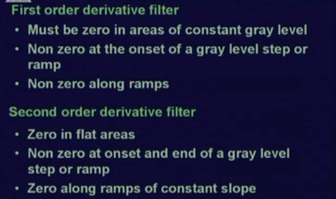 First order derivative filter
• Must be zero in areas of constant gray level
• Non zero at the onset of a gray level step or
ramp
• Non zero along ramps
Second order derivative filter
• Zero in flat areas
• Non zero at onset and end of a gray level
step or ramp
• Zero along ramps of constant slope